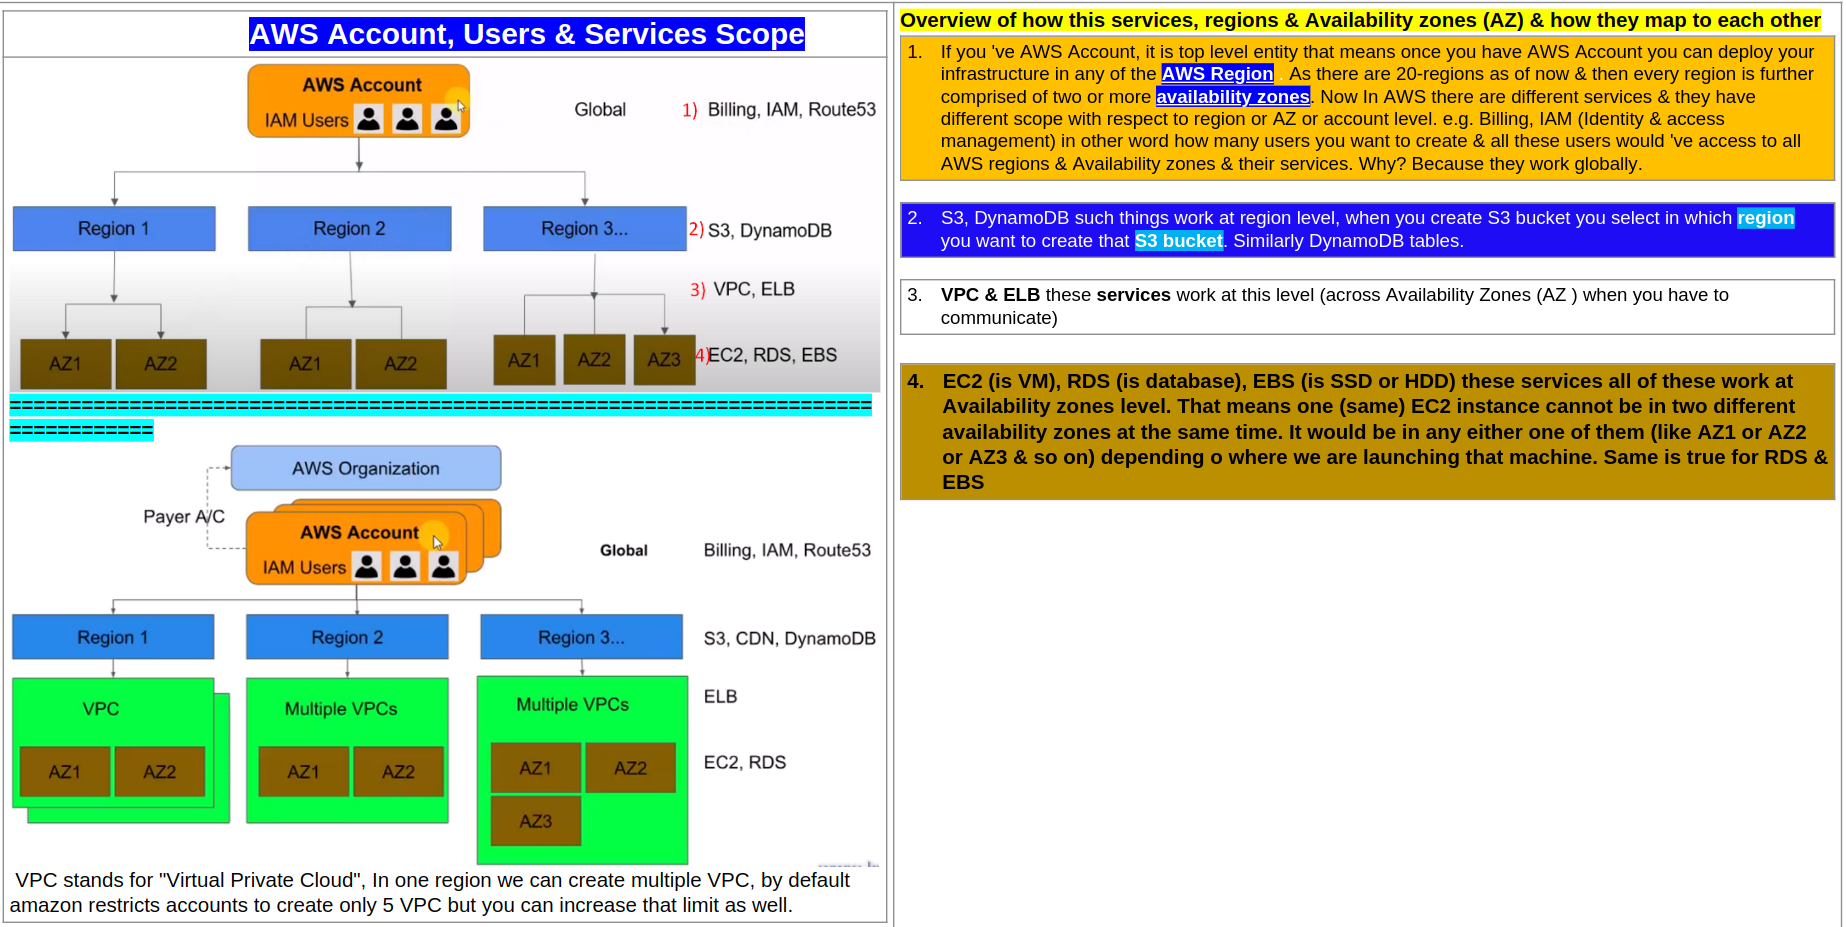 AWS Account, Users & Services Scope
AWS Account
IAM Users
Global
1) Billing, IAM, Route53
Region 1
Region 2
Region 3...
2) S3, DynamoDB
3) VPC, ELB
AZ1
AZ2
AZ1
AZ2
AZ1
AZ2
AZ3
4) EC2, RDS, EBS
========================================================================
============
AWS Organization
Payer A/C
AWS Account
IAM Users
Global
Billing, IAM, Route53
Region 1
Region 2
Region 3...
S3, CDN, DynamoDB
VPC
Multiple VPCs
Multiple VPCs
ELB
AZ1
AZ2
AZ1
AZ2
AZ1
AZ2
AZ3
EC2, RDS
VPC stands for "Virtual Private Cloud", In one region we can create multiple VPC, by default
amazon restricts accounts to create only 5 VPC but you can increase that limit as well.
Overview of how this services, regions & Availability zones (AZ) & how they map to each other
1. If you 've AWS Account, it is top level entity that means once you have AWS Account you can deploy your
infrastructure in any of the AWS Region . As there are 20-regions as of now & then every region is further
comprised of two or more availability zones. Now In AWS there are different services & they have
different scope with respect to region or AZ or account level. e.g. Billing, IAM (Identity & access
management) in other word how many users you want to create & all these users would 've access to all
AWS regions & Availability zones & their services. Why? Because they work globally.
2. S3, DynamoDB such things work at region level, when you create S3 bucket you select in which region
you want to create that S3 bucket. Similarly DynamoDB tables.
3. VPC & ELB these services work at this level (across Availability Zones (AZ ) when you have to
communicate)
4. EC2 (is VM), RDS (is database), EBS (is SSD or HDD) these services all of these work at
Availability zones level. That means one (same) EC2 instance cannot be in two different
availability zones at the same time. It would be in any either one of them (like AZ1 or AZ2
or AZ3 & so on) depending o where we are launching that machine. Same is true for RDS &
EBS